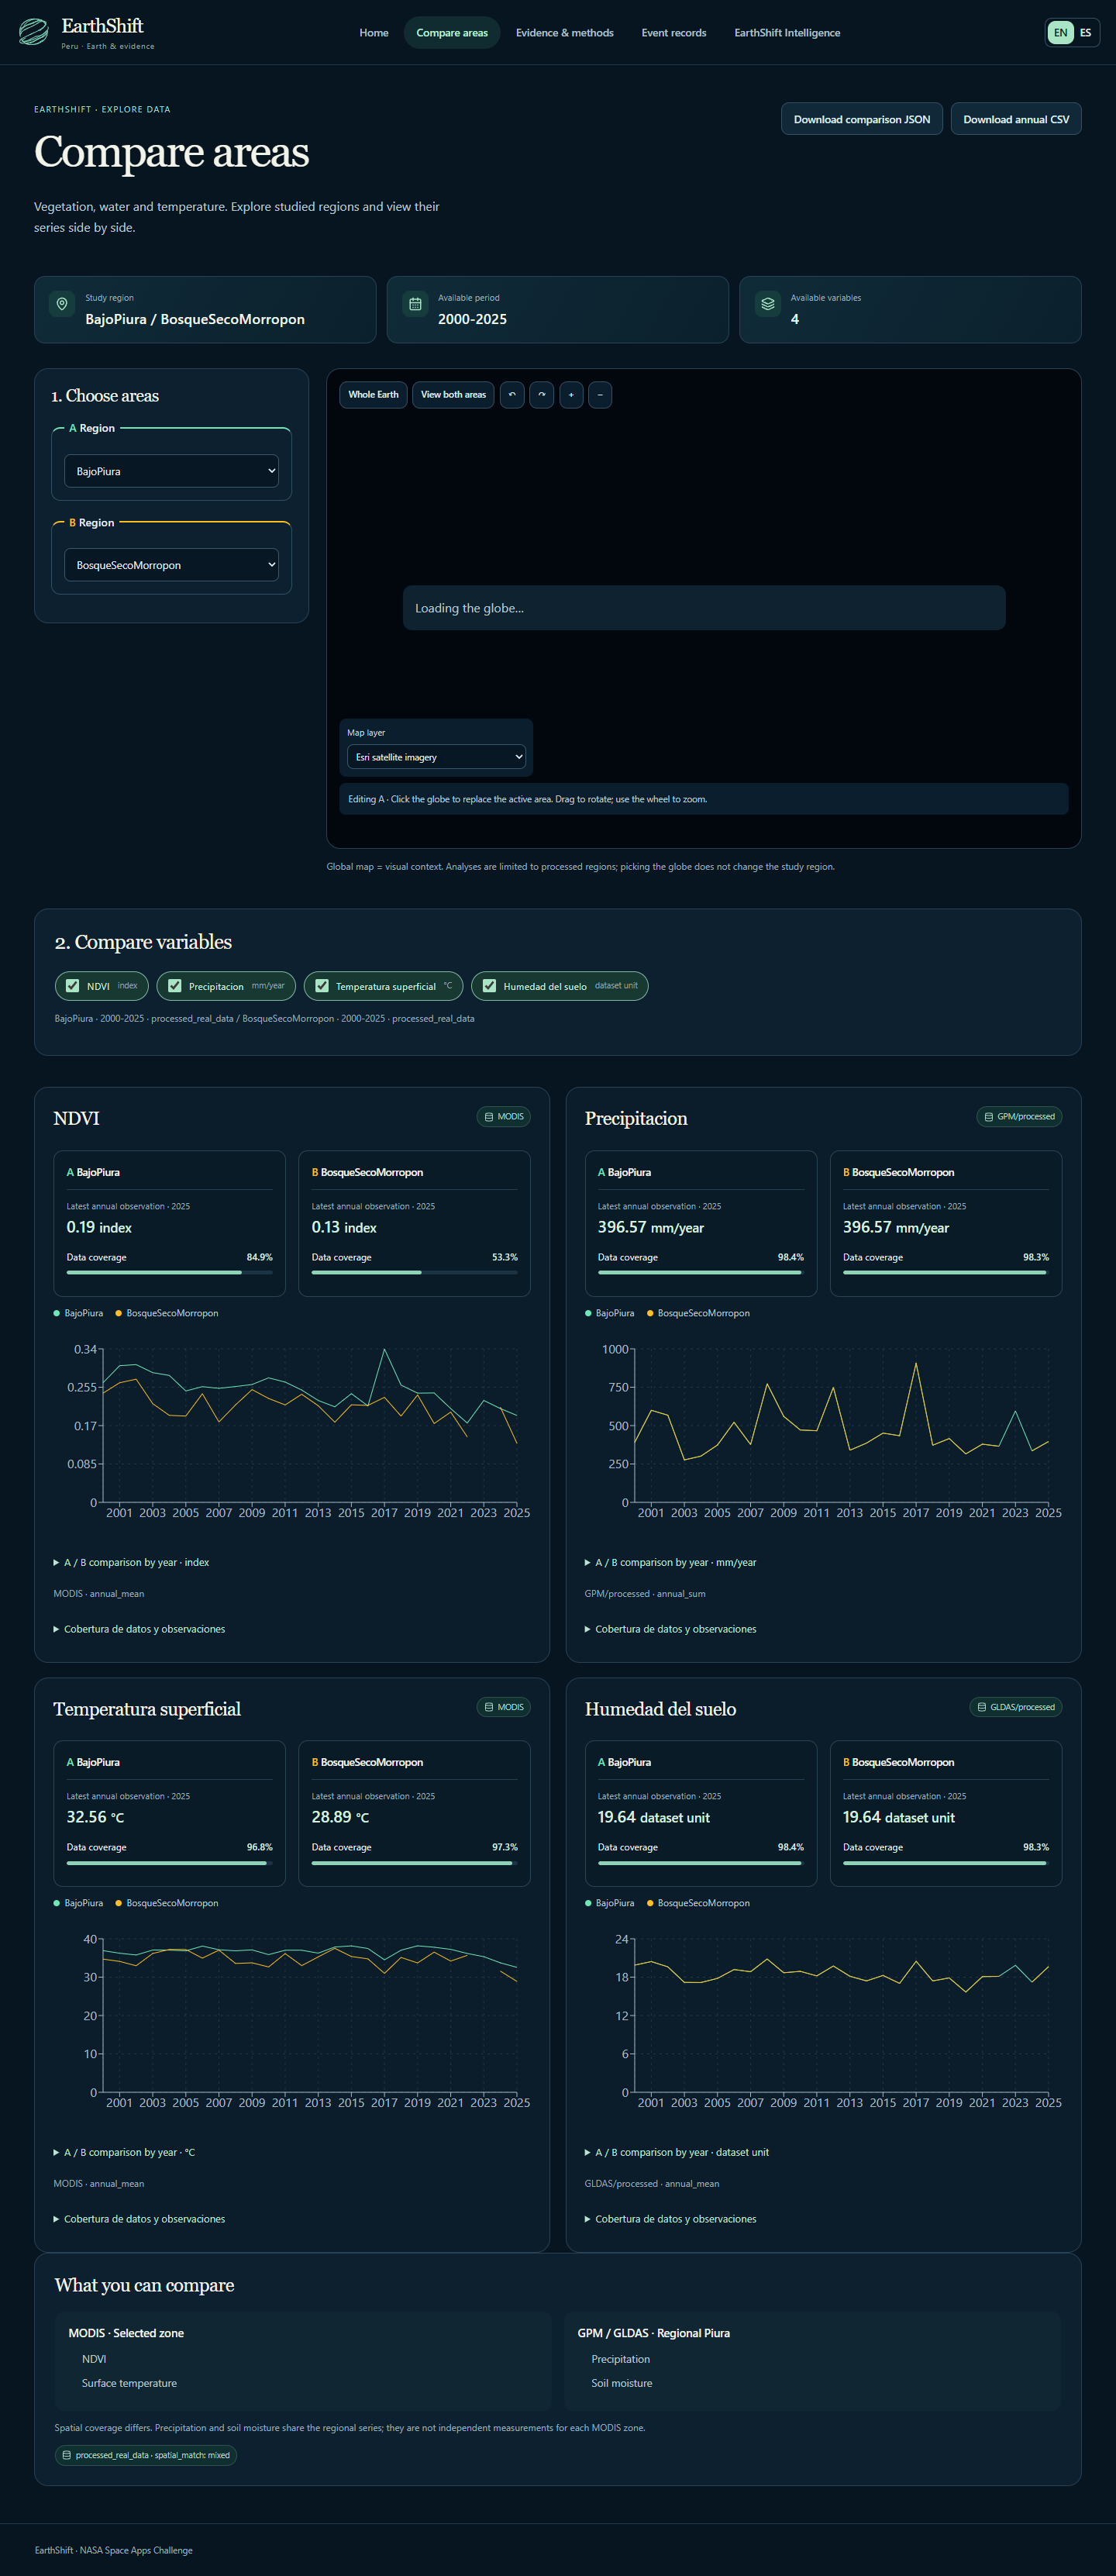 EarthShift
Peru · Earth & evidence
Home
Compare areas
Evidence & methods
Event records
EarthShift Intelligence
EN
ES
EARTHSHIFT · EXPLORE DATA
Compare areas
Download comparison JSON
Download annual CSV
Vegetation, water and temperature. Explore studied regions and view their
series side by side.
Study region
BajoPiura / BosqueSecoMorropon
Available period
2000-2025
Available variables
4
1. Choose areas
A Region
BajoPiura
B Region
BosqueSecoMorropon
Whole Earth
View both areas
↶
↷
+
−
Loading the globe...
Map layer
Esri satellite imagery
Editing A · Click the globe to replace the active area. Drag to rotate; use the wheel to zoom.
Global map = visual context. Analyses are limited to processed regions; picking the globe does not change the study region.
2. Compare variables
NDVI index
Precipitacion mm/year
Temperatura superficial °C
Humedad del suelo dataset unit
BajoPiura · 2000-2025 · processed_real_data / BosqueSecoMorropon · 2000-2025 · processed_real_data
NDVI
MODIS
A BajoPiura
Latest annual observation · 2025
0.19 index
Data coverage 84.9%
B BosqueSecoMorropon
Latest annual observation · 2025
0.13 index
Data coverage 53.3%
BajoPiura BosqueSecoMorropon
0.34
0.255
0.17
0.085
0
2001 2003 2005 2007 2009 2011 2013 2015 2017 2019 2021 2023 2025
A / B comparison by year · index
MODIS · annual_mean
Cobertura de datos y observaciones
Precipitacion
GPM/processed
A BajoPiura
Latest annual observation · 2025
396.57 mm/year
Data coverage 98.4%
B BosqueSecoMorropon
Latest annual observation · 2025
396.57 mm/year
Data coverage 98.3%
BajoPiura BosqueSecoMorropon
1000
750
500
250
0
2001 2003 2005 2007 2009 2011 2013 2015 2017 2019 2021 2023 2025
A / B comparison by year · mm/year
GPM/processed · annual_sum
Cobertura de datos y observaciones
Temperatura superficial
MODIS
A BajoPiura
Latest annual observation · 2025
32.56 °C
Data coverage 96.8%
B BosqueSecoMorropon
Latest annual observation · 2025
28.89 °C
Data coverage 97.3%
BajoPiura BosqueSecoMorropon
40
30
20
10
0
2001 2003 2005 2007 2009 2011 2013 2015 2017 2019 2021 2023 2025
A / B comparison by year · °C
MODIS · annual_mean
Cobertura de datos y observaciones
Humedad del suelo
GLDAS/processed
A BajoPiura
Latest annual observation · 2025
19.64 dataset unit
Data coverage 98.4%
B BosqueSecoMorropon
Latest annual observation · 2025
19.64 dataset unit
Data coverage 98.3%
BajoPiura BosqueSecoMorropon
24
18
12
6
0
2001 2003 2005 2007 2009 2011 2013 2015 2017 2019 2021 2023 2025
A / B comparison by year · dataset unit
GLDAS/processed · annual_mean
Cobertura de datos y observaciones
What you can compare
MODIS · Selected zone
NDVI
Surface temperature
GPM / GLDAS · Regional Piura
Precipitation
Soil moisture
Spatial coverage differs. Precipitation and soil moisture share the regional series; they are not independent measurements for each MODIS zone.
processed_real_data · spatial_match: mixed
EarthShift · NASA Space Apps Challenge